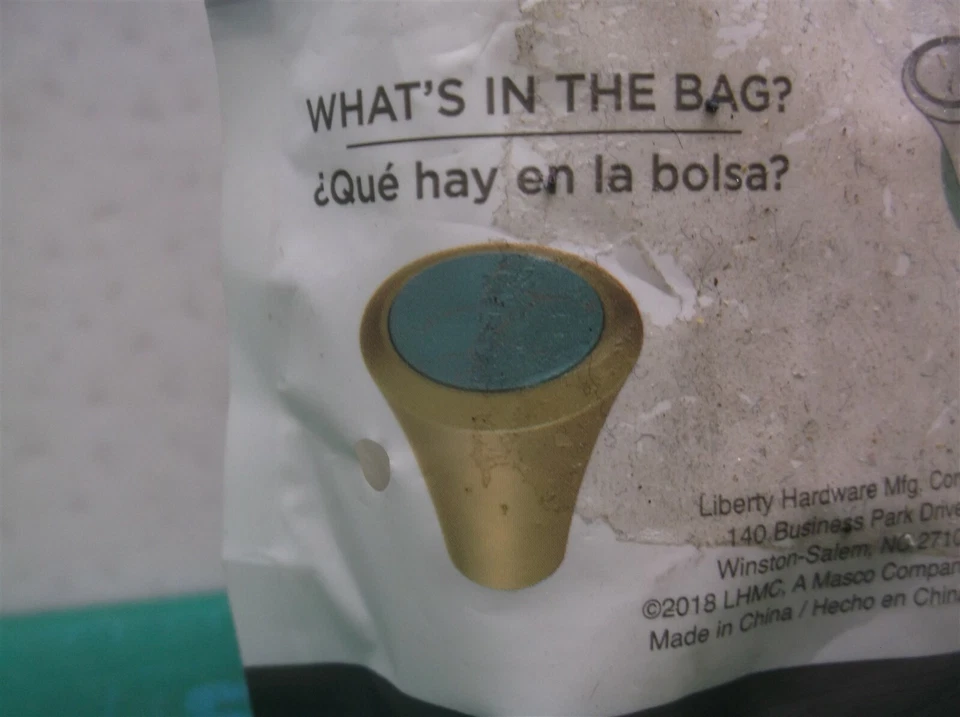 WHAT'S IN THE BAG?
¿Qué hay en la bolsa?
Liberty Hardware Mfg.
140 Business Park Drive
Winston-Salem, NC
©2018 LHMC, A Masco
Made in China / Hecho en